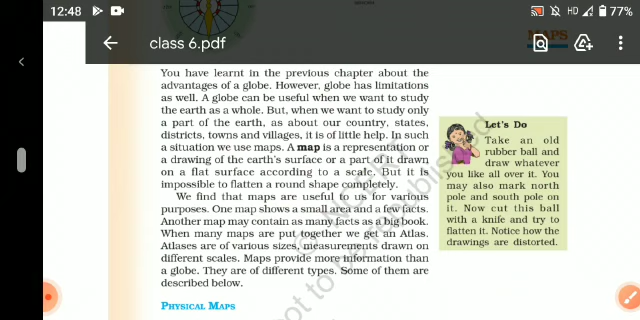 12:48
HD
77%
class 6.pdf
MAPS
You have learnt in the previous chapter about the
advantages of a globe. However, globe has limitations
as well. A globe can be useful when we want to study
the earth as a whole. But, when we want to study only
a part of the earth, as about our country, states,
districts, towns and villages, it is of little help. In such
a situation we use maps. A map is a representation or
a drawing of the earth's surface or a part of it drawn
on a flat surface according to a scale. But it is
impossible to flatten a round shape completely.
We find that maps are useful to us for various
purposes. One map shows a small area and a few facts.
Another map may contain as many facts as a big book.
When many maps are put together we get an Atlas.
Atlases are of various sizes, measurements drawn on
different scales. Maps provide more information than
a globe. They are of different types. Some of them are
described below.
PHYSICAL MAPS
Let's Do
Take an old
rubber ball and
draw whatever
you like all over it. You
may also mark north
pole and south pole on
it. Now cut this ball
with a knife and try to
flatten it. Notice how the
drawings are distorted.
© NCERT
not to be republished